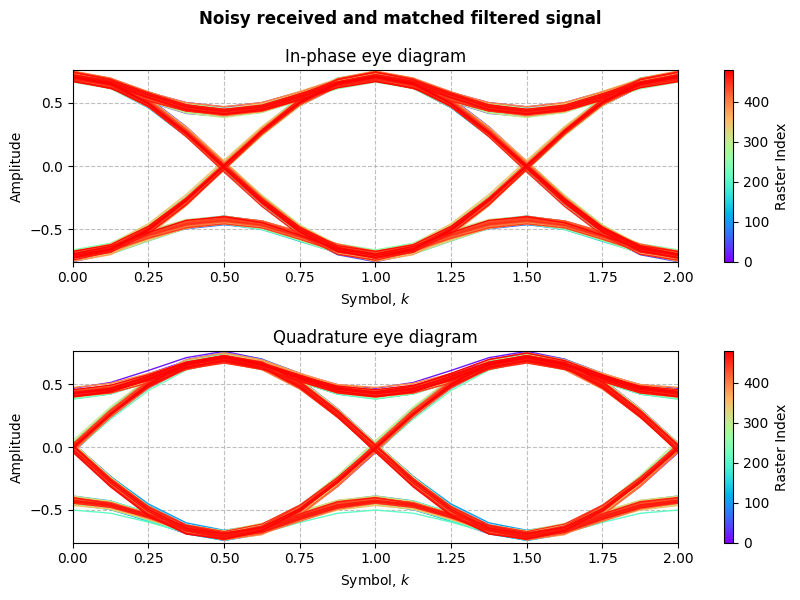 Noisy received and matched filtered signal
In-phase eye diagram
Amplitude
0.5
0.0
−0.5
0.00 0.25 0.50 0.75 1.00 1.25 1.50 1.75 2.00
Symbol, k
400
300
200
100
0
Raster Index
Quadrature eye diagram
Amplitude
0.5
0.0
−0.5
0.00 0.25 0.50 0.75 1.00 1.25 1.50 1.75 2.00
Symbol, k
400
300
200
100
0
Raster Index